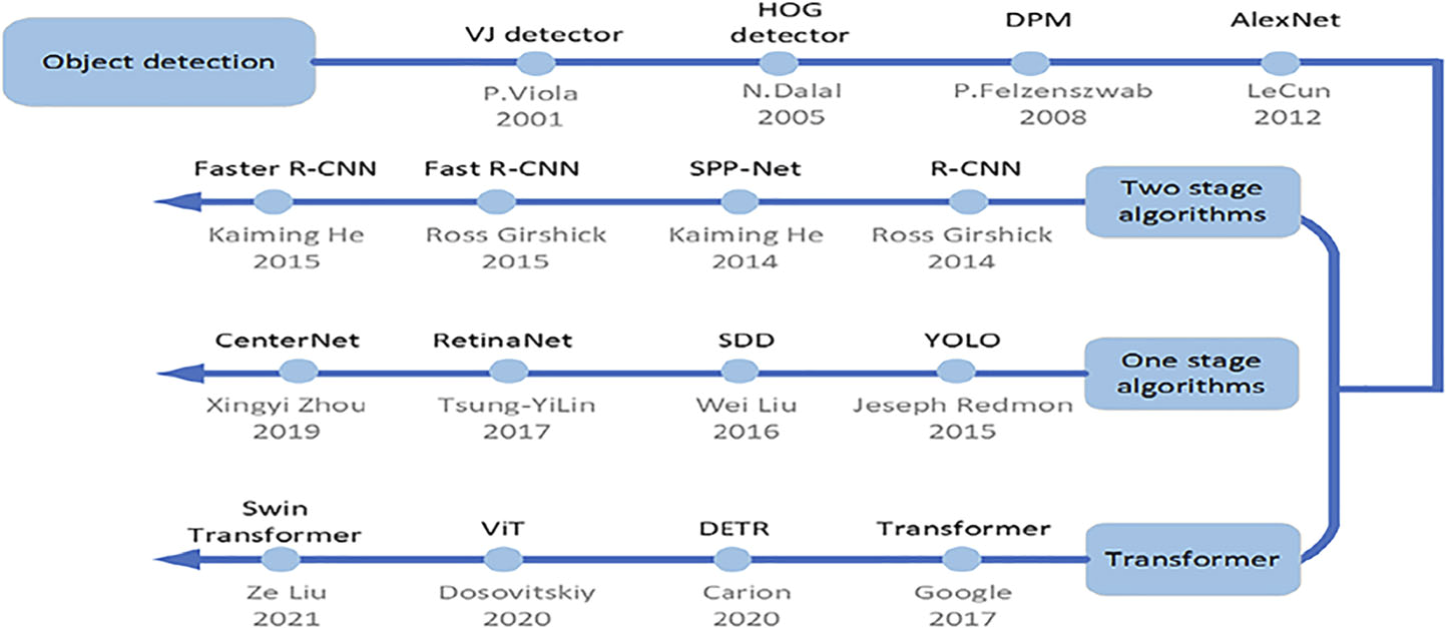 Object detection
VJ detector
P.Viola
2001
HOG
detector
N.Dalal
2005
DPM
P.Felzenszwab
2008
AlexNet
LeCun
2012
Two stage
algorithms
R-CNN
Ross Girshick
2014
SPP-Net
Kaiming He
2014
Fast R-CNN
Ross Girshick
2015
Faster R-CNN
Kaiming He
2015
One stage
algorithms
YOLO
Jeseph Redmon
2015
SDD
Wei Liu
2016
RetinaNet
Tsung-YiLin
2017
CenterNet
Xingyi Zhou
2019
Transformer
Transformer
Google
2017
DETR
Carion
2020
ViT
Dosovitskiy
2020
Swin
Transformer
Ze Liu
2021